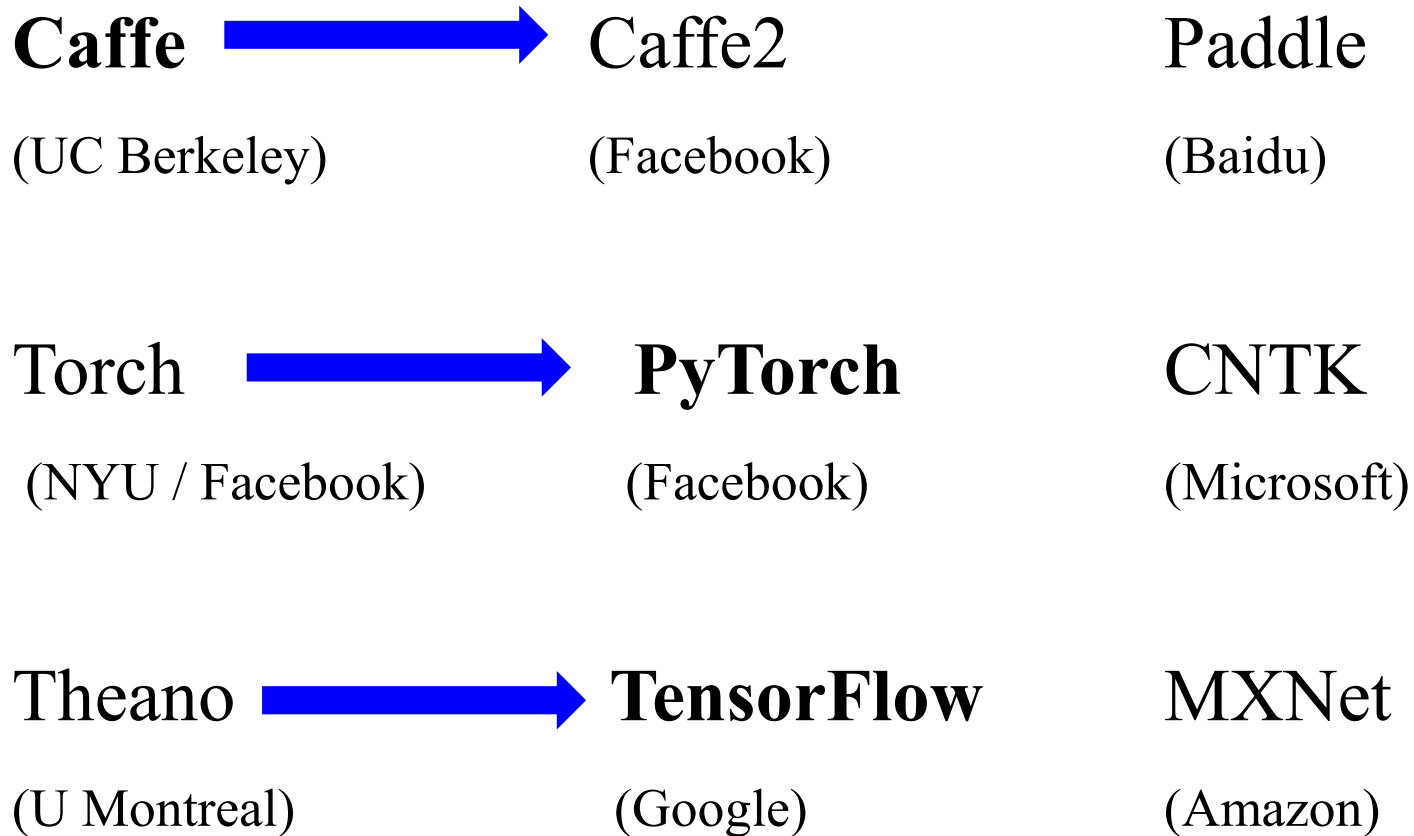 Caffe Caffe2 Paddle
(UC Berkeley) (Facebook) (Baidu)
Torch PyTorch CNTK
(NYU / Facebook) (Facebook) (Microsoft)
Theano TensorFlow MXNet
(U Montreal) (Google) (Amazon)